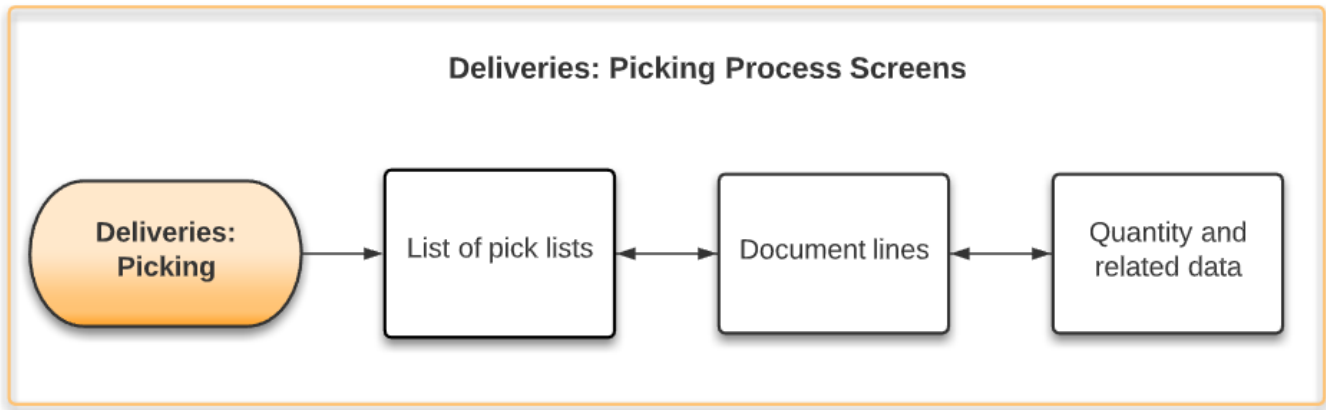 Deliveries: Picking Process Screens
Deliveries:
Picking
List of pick lists
Document lines
Quantity and
related data